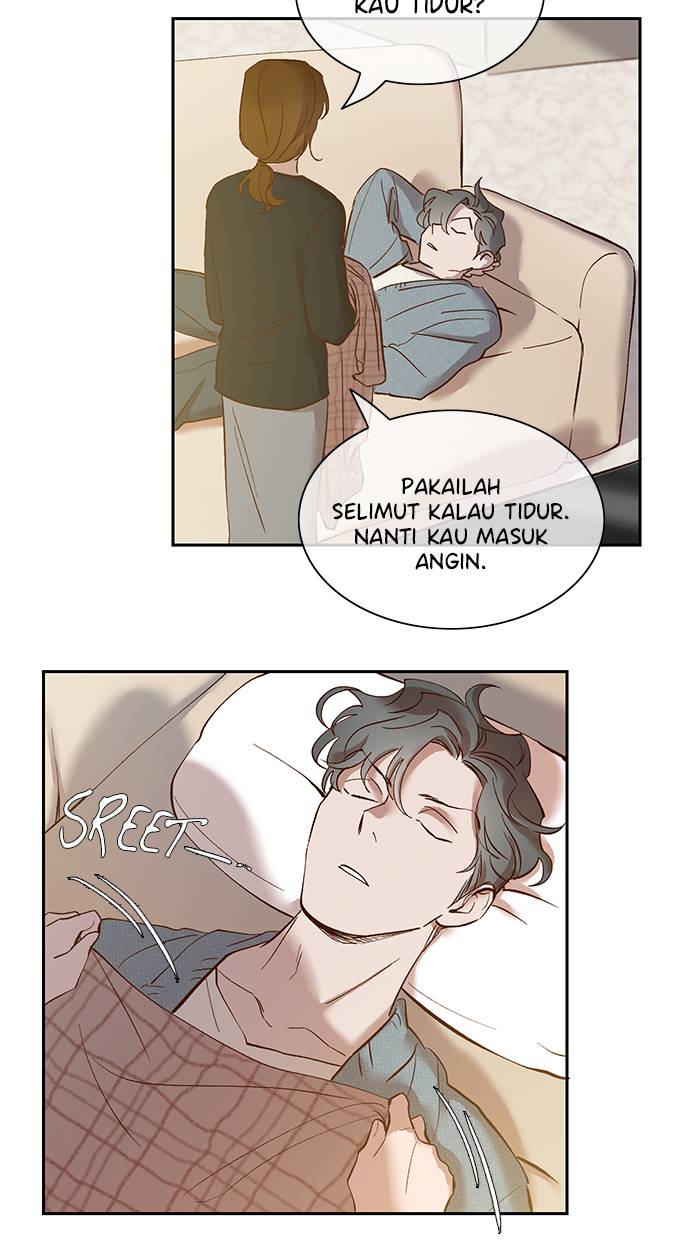 KAU TIDUR?
PAKAILAH
SELIMUT KALAU TIDUR.
NANTI KAU MASUK
ANGIN.
SREET